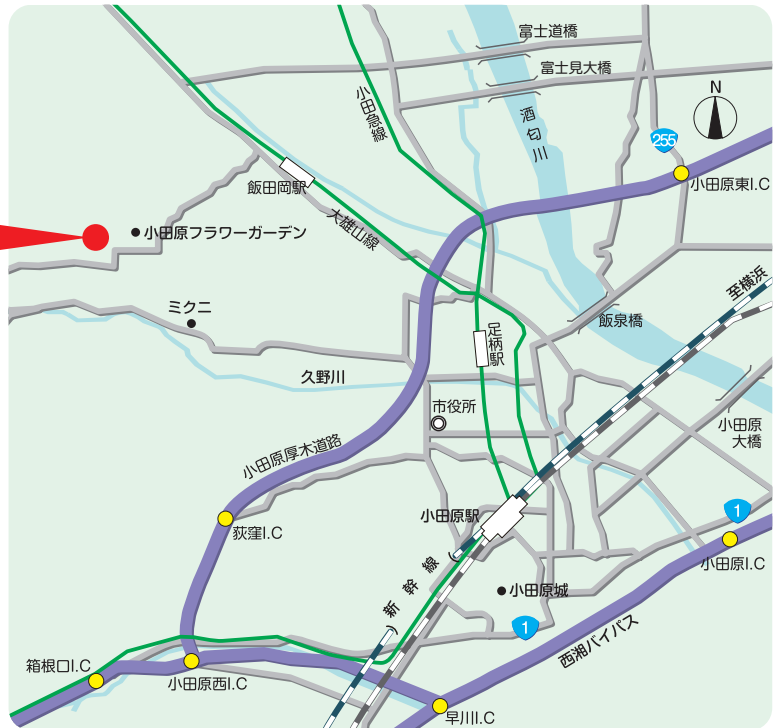 富士道橋
富士見大橋
N
小田急線
酒匂川
255
飯田岡駅
小田原東I.C
大雄山線
小田原フラワーガーデン
至横浜
ミクニ
飯泉橋
足柄駅
久野川
市役所
小田原
大橋
小田原厚木道路
小田原駅
1
荻窪I.C
新幹線
小田原I.C
小田原城
1
西湘バイパス
箱根口I.C
小田原西I.C
早川I.C